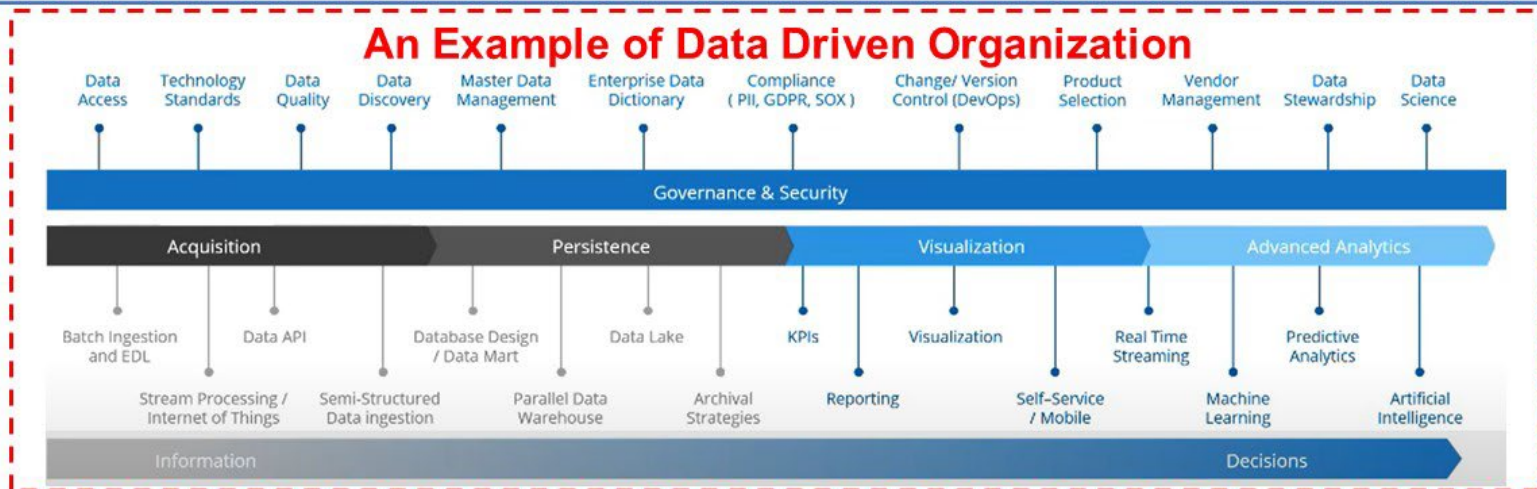 An Example of Data Driven Organization
Data
Access
Technology
Standards
Data
Quality
Data
Discovery
Master Data
Management
Enterprise Data
Dictionary
Compliance
( PII, GDPR, SOX )
Change/ Version
Control (DevOps)
Product
Selection
Vendor
Management
Data
Stewardship
Data
Science
Governance & Security
Acquisition
Persistence
Visualization
Advanced Analytics
Batch Ingestion
and EDL
Data API
Database Design
/ Data Mart
Data Lake
KPIs
Visualization
Real Time
Streaming
Predictive
Analytics
Stream Processing /
Internet of Things
Semi-Structured
Data ingestion
Parallel Data
Warehouse
Archival
Strategies
Reporting
Self-Service
/ Mobile
Machine
Learning
Artificial
Intelligence
Information
Decisions